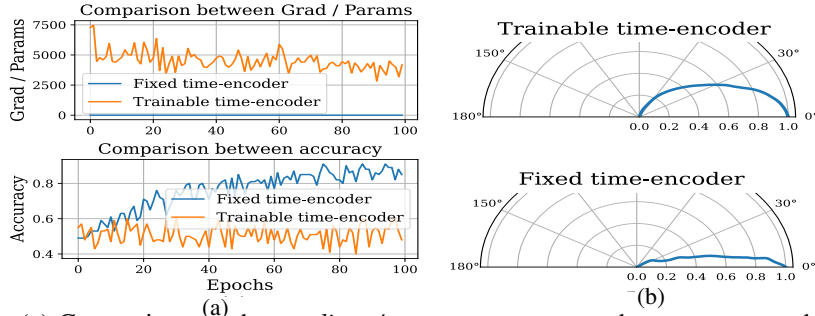 Comparison between Grad / Params
Grad / Params
7500
5000
2500
0
Fixed time-encoder
Trainable time-encoder
0 20 40 60 80 100
Comparison between accuracy
Accuracy
0.8
0.6
0.4
Fixed time-encoder
Trainable time-encoder
0 20 40 60 80 100
Epochs
(a)
Trainable time-encoder
150°
30°
180°
0°
0.0 0.2 0.4 0.6 0.8 1.0
Fixed time-encoder
150°
30°
180°
0°
0.0 0.2 0.4 0.6 0.8 1.0
(b)